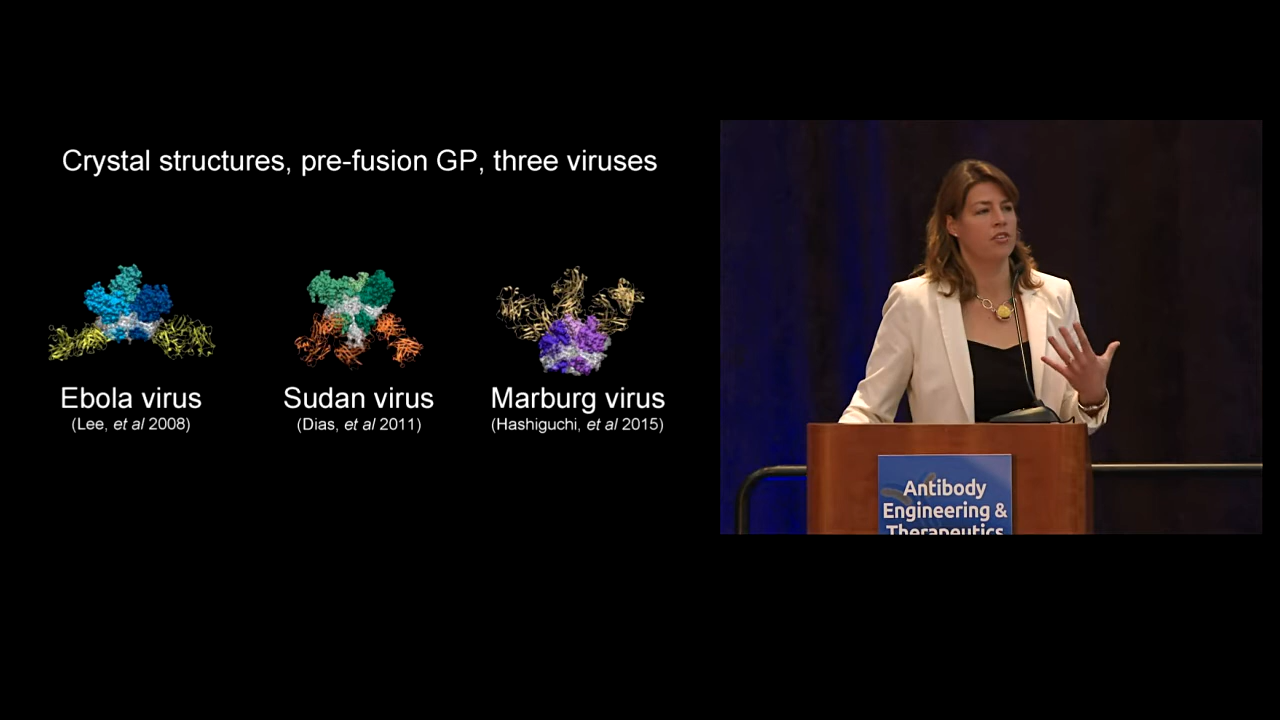 Crystal structures, pre-fusion GP, three viruses
Ebola virus
(Lee, et al 2008)
Sudan virus
(Dias, et al 2011)
Marburg virus
(Hashiguchi, et al 2015)
Antibody
Engineering &
Therapeutics